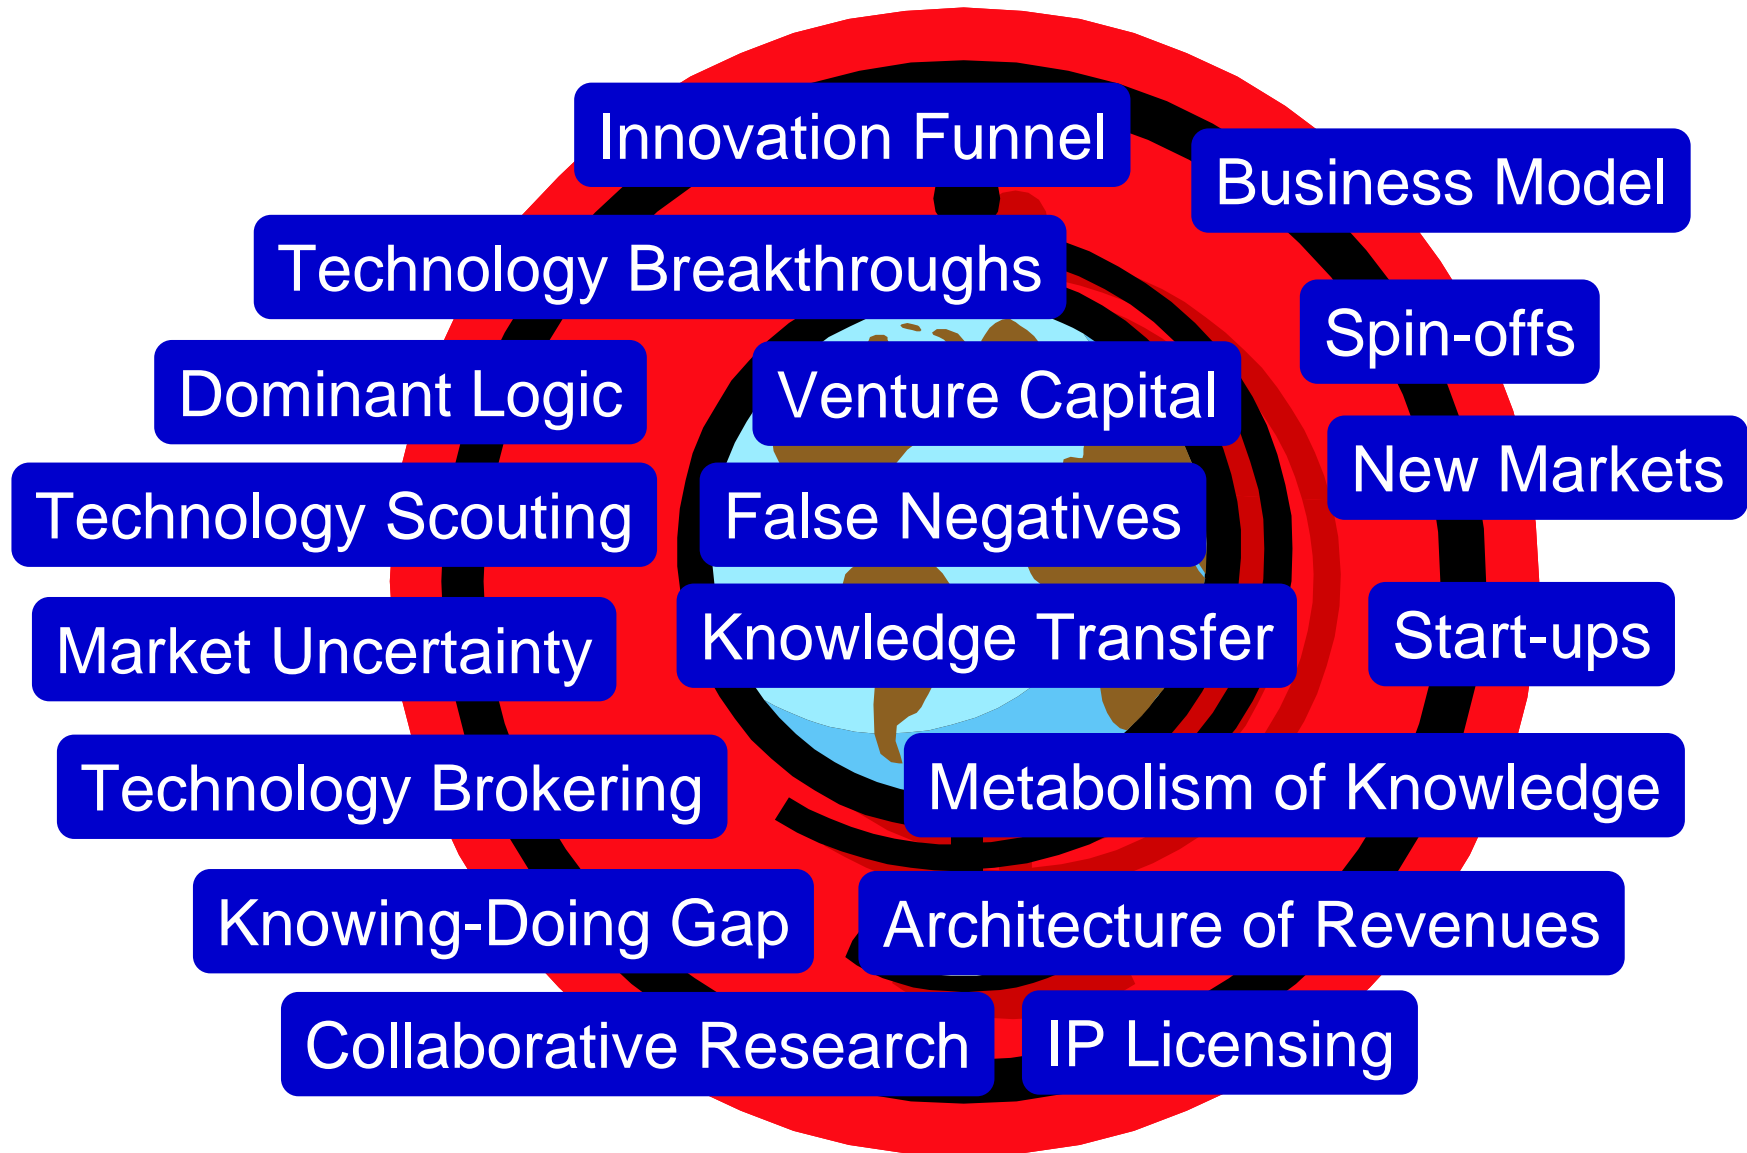 Innovation Funnel
Business Model
Technology Breakthroughs
Spin-offs
Dominant Logic
Venture Capital
New Markets
Technology Scouting
False Negatives
Market Uncertainty
Knowledge Transfer
Start-ups
Technology Brokering
Metabolism of Knowledge
Knowing-Doing Gap
Architecture of Revenues
Collaborative Research
IP Licensing